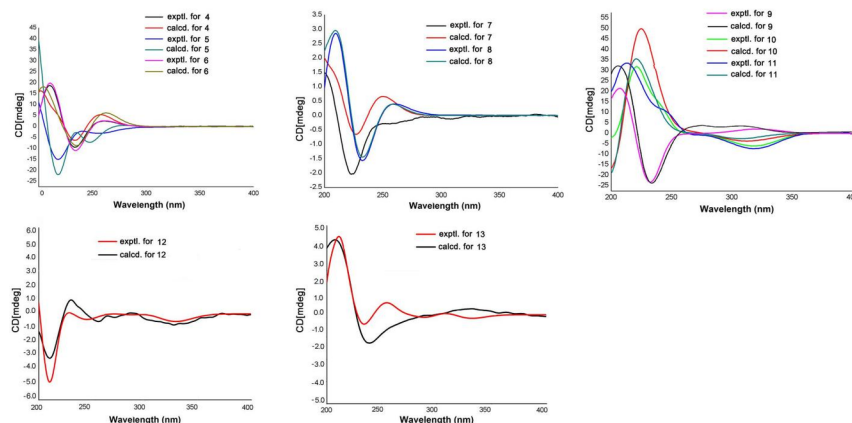 exptl. for 4
calcd. for 4
exptl. for 5
calcd. for 5
exptl. for 6
calcd. for 6
CD[mdeg]
45
40
35
30
25
20
15
10
5
0
-5
-10
-15
-20
-25
0 250 300 350 400
Wavelength (nm)
exptl. for 7
calcd. for 7
exptl. for 8
calcd. for 8
CD[mdeg]
3.5
3.0
2.5
2.0
1.5
1.0
0.5
0.0
-0.5
-1.0
-1.5
-2.0
-2.5
200 250 300 350 400
Wavelength (nm)
exptl. for 9
calcd. for 9
exptl. for 10
calcd. for 10
exptl. for 11
calcd. for 11
CD[mdeg]
55
50
45
40
35
30
25
20
15
10
5
0
-5
-10
-15
-20
-25
200 250 300 350 400
Wavelength (nm)
exptl. for 12
calcd. for 12
CD[mdeg]
6.0
5.0
4.0
3.0
2.0
1.0
0.0
-1.0
-2.0
-3.0
-4.0
-5.0
-6.0
200 250 300 350 400
Wavelength (nm)
exptl. for 13
calcd. for 13
CD[mdeg]
5.0
4.0
3.0
2.0
1.0
0.0
-1.0
-2.0
-3.0
-4.0
-5.0
200 250 300 350 400
Wavelength (nm)